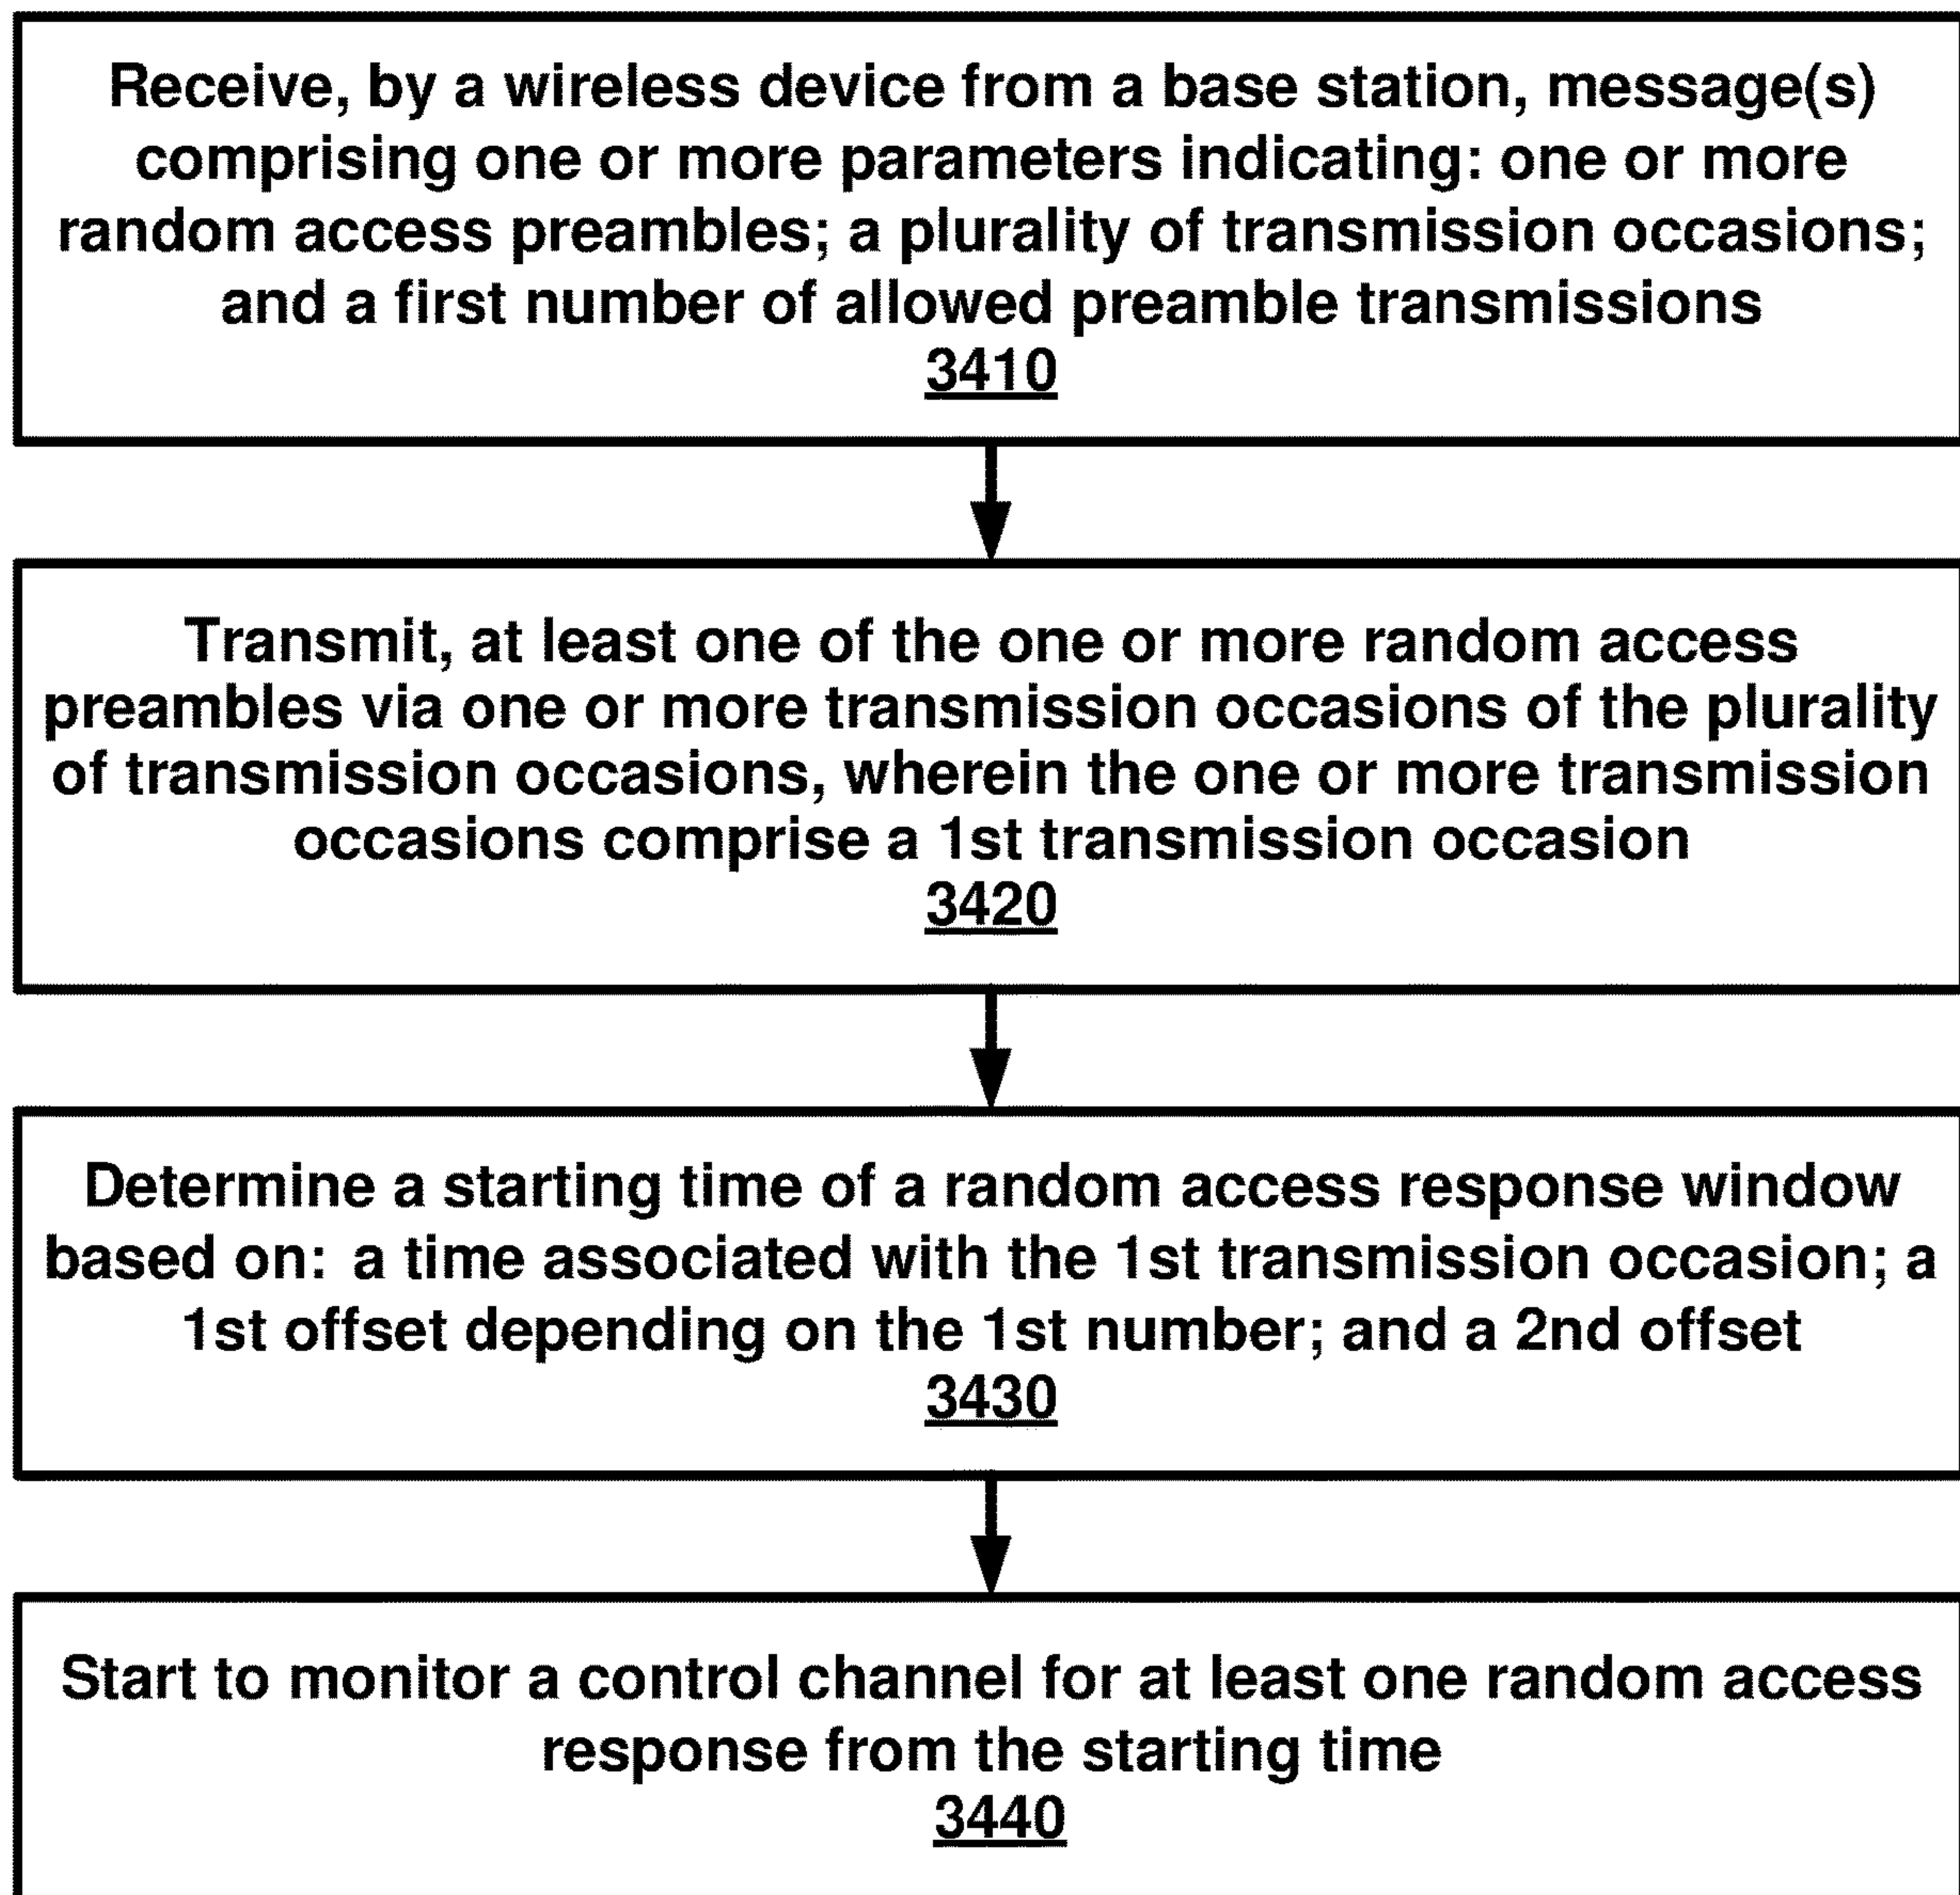 Receive, by a wireless device from a base station, message(s)
comprising one or more parameters indicating: one or more
random access preambles; a plurality of transmission occasions;
and a first number of allowed preamble transmissions
3410
Transmit, at least one of the one or more random access
preambles via one or more transmission occasions of the plurality
of transmission occasions, wherein the one or more transmission
occasions comprise a 1st transmission occasion
3420
Determine a starting time of a random access response window
based on: a time associated with the 1st transmission occasion; a
1st offset depending on the 1st number; and a 2nd offset
3430
Start to monitor a control channel for at least one random access
response from the starting time
3440